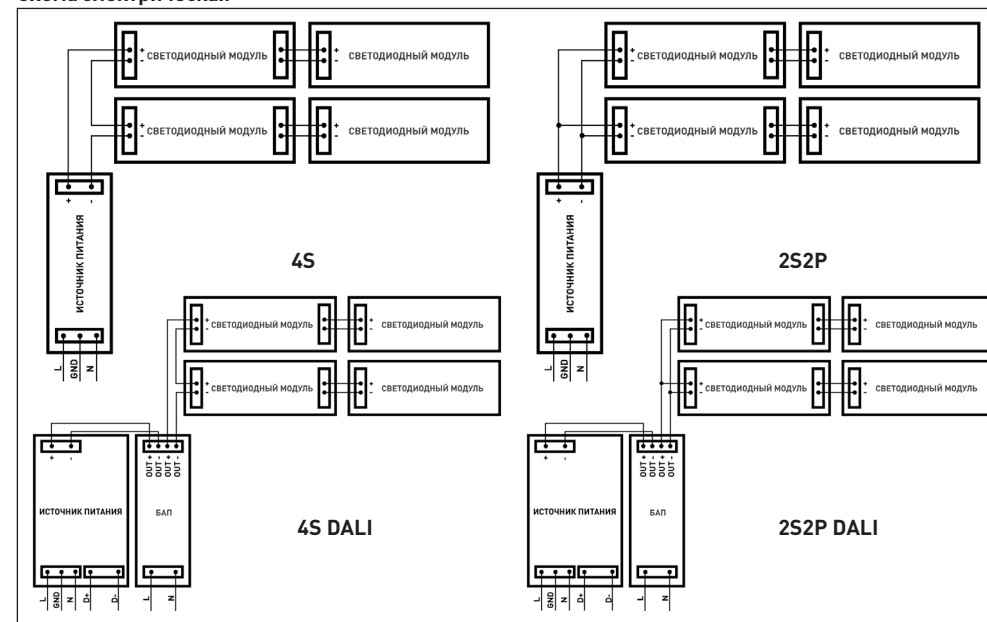 СВЕТОДИОДНЫЙ МОДУЛЬ
СВЕТОДИОДНЫЙ МОДУЛЬ
СВЕТОДИОДНЫЙ МОДУЛЬ
СВЕТОДИОДНЫЙ МОДУЛЬ
+
-
+
-
+ -
ИСТОЧНИК ПИТАНИЯ
L
GND
N
4S
СВЕТОДИОДНЫЙ МОДУЛЬ
СВЕТОДИОДНЫЙ МОДУЛЬ
СВЕТОДИОДНЫЙ МОДУЛЬ
СВЕТОДИОДНЫЙ МОДУЛЬ
+
-
+
-
+ -
ИСТОЧНИК ПИТАНИЯ
L
GND
N
2S2P
СВЕТОДИОДНЫЙ МОДУЛЬ
СВЕТОДИОДНЫЙ МОДУЛЬ
СВЕТОДИОДНЫЙ МОДУЛЬ
СВЕТОДИОДНЫЙ МОДУЛЬ
+
-
+
-
+ -
OUT +
OUT -
OUT +
OUT -
ИСТОЧНИК ПИТАНИЯ
БАП
L
GND
N
D+
D-
L
N
4S DALI
СВЕТОДИОДНЫЙ МОДУЛЬ
СВЕТОДИОДНЫЙ МОДУЛЬ
СВЕТОДИОДНЫЙ МОДУЛЬ
СВЕТОДИОДНЫЙ МОДУЛЬ
+
-
+
-
+ -
OUT +
OUT -
OUT +
OUT -
ИСТОЧНИК ПИТАНИЯ
БАП
L
GND
N
D+
D-
L
N
2S2P DALI